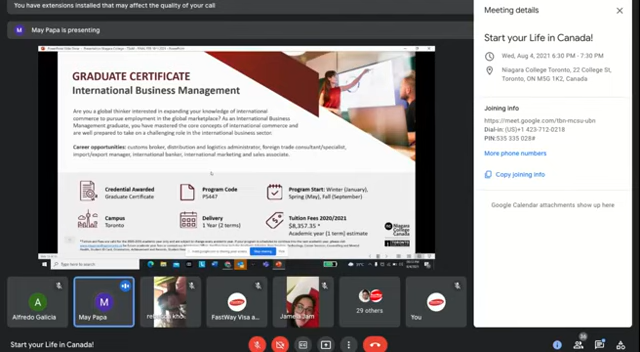 You have extensions installed that may affect the quality of your call
May Papa is presenting
GRADUATE CERTIFICATE
International Business Management
Are you a global thinker interested in expanding your knowledge of international
commerce to pursue employment in the global marketplace? As an International Business
Management graduate, you have mastered the core concepts of international commerce and
are well prepared to take on a challenging role in the international business sector.
Career opportunities: customs broker, distribution and logistics administrator, foreign trade consultant/specialist,
import/export manager, international banker, international marketing and sales associate.
Credential Awarded
Graduate Certificate
Program Code
P5447
Program Start: Winter (January),
Spring (May), Fall (September)
Campus
Toronto
Delivery
1 Year (2 terms)
Tuition Fees 2020/2021
$8,357.35*
Academic year (1 term) estimate
Niagara
College
TORONTO
Type here to search
A
Alfredo Galicia
M
May Papa
FastWay Visa a...
29 others
You
Start your Life in Canada!
Meeting details
Start your Life in Canada!
Wed, Aug 4, 2021 6:30 PM - 7:30 PM
Niagara College Toronto, 22 College St,
Toronto, ON M5G 1K2, Canada
Joining info
Dial-in: (US) +1 423-712-0218
PIN: 535 335 028#
More phone numbers
Copy joining info
Google Calendar attachments show up here